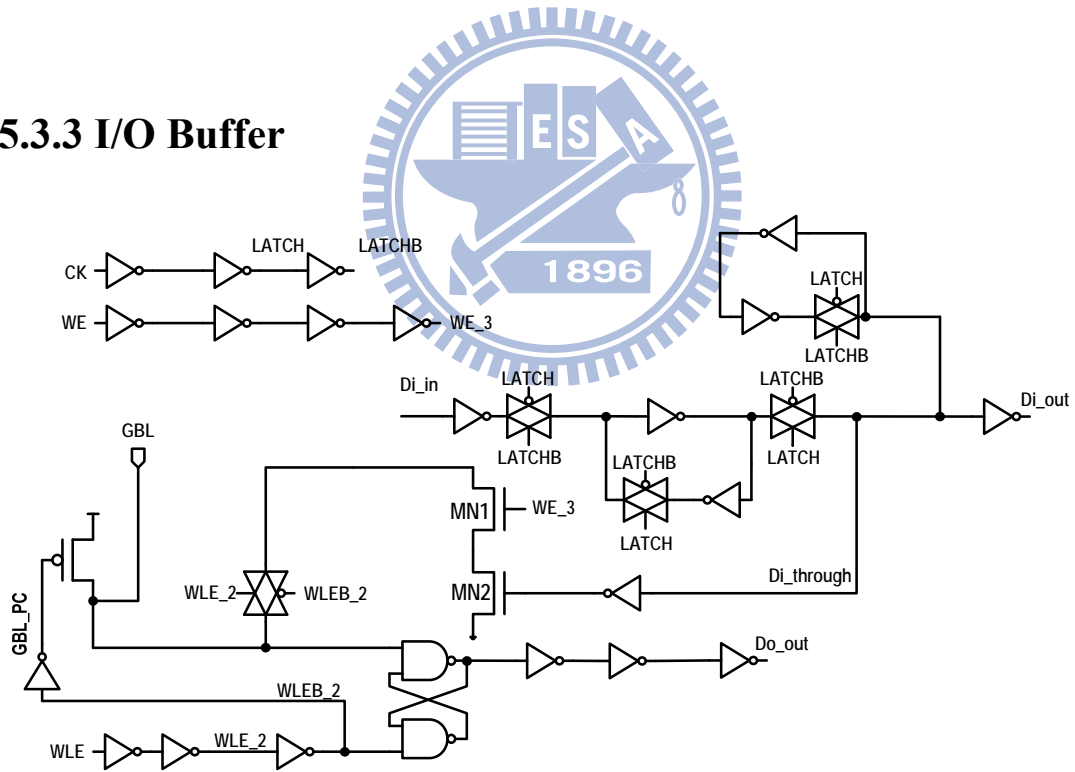 5.3.3 I/O Buffer
E S A
8
1896
CK
LATCH
LATCHB
WE
WE_3
LATCH
LATCHB
Di_in
LATCH
LATCHB
LATCHB
LATCH
Di_out
LATCHB
LATCH
GBL
MN1
WE_3
MN2
Di_through
WLE_2
WLEB_2
GBL_PC
Do_out
WLEB_2
WLE
WLE_2